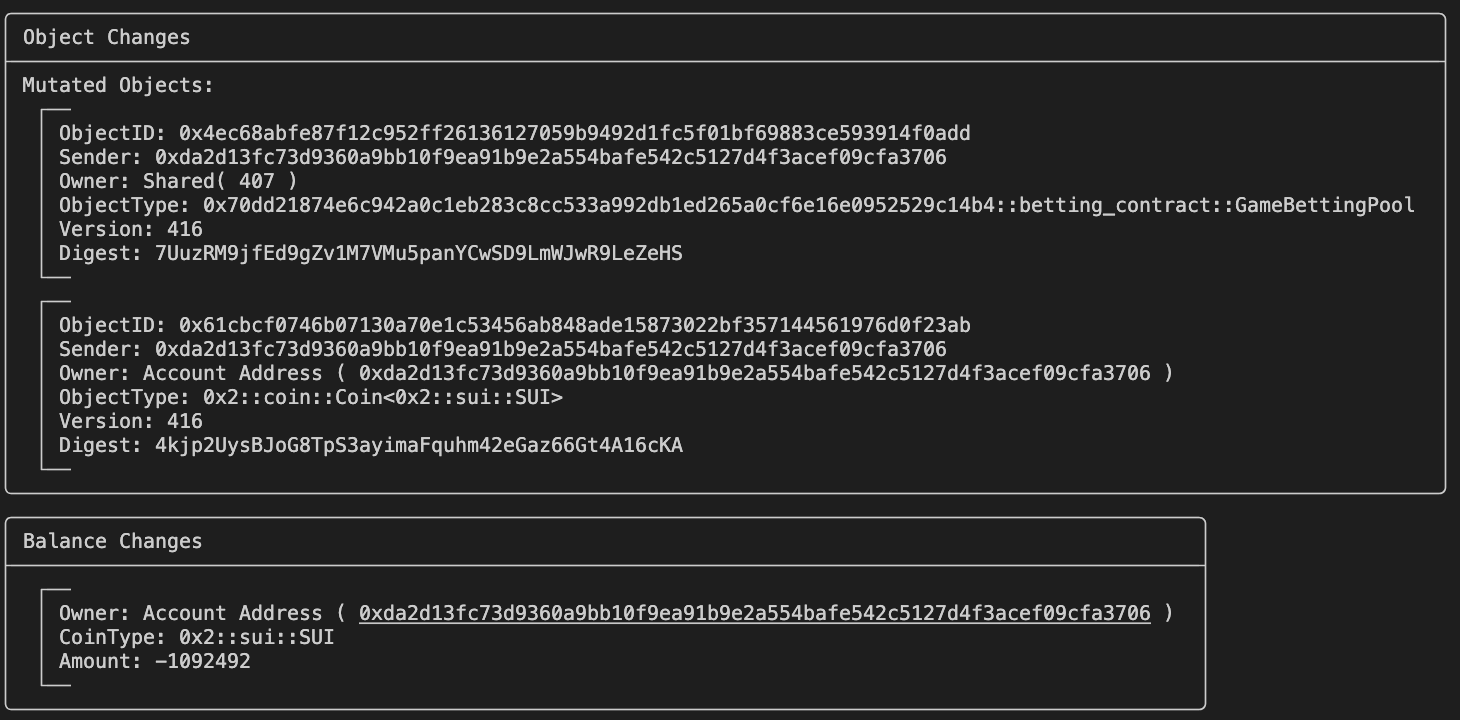 Object Changes
Mutated Objects:
ObjectID: 0x4ec68abfe87f12c952ff26136127059b9492d1fc5f01bf69883ce593914f0add
Sender: 0xda2d13fc73d9360a9bb10f9ea91b9e2a554bafe542c5127d4f3acef09cfa3706
Owner: Shared( 407 )
ObjectType: 0x70dd21874e6c942a0c1eb283c8cc533a992db1ed265a0cf6e16e0952529c14b4::betting_contract::GameBettingPool
Version: 416
Digest: 7UuzRM9jfEd9gZv1M7VMu5panYCwSD9LmWJwR9LeZeHS
ObjectID: 0x61cbcf0746b07130a70e1c53456ab848ade15873022bf357144561976d0f23ab
Sender: 0xda2d13fc73d9360a9bb10f9ea91b9e2a554bafe542c5127d4f3acef09cfa3706
Owner: Account Address ( 0xda2d13fc73d9360a9bb10f9ea91b9e2a554bafe542c5127d4f3acef09cfa3706 )
ObjectType: 0x2::coin::Coin<0x2::sui::SUI>
Version: 416
Digest: 4kjp2UysBJoG8TpS3ayimaFquhm42eGaz66Gt4A16cKA
Balance Changes
Owner: Account Address ( 0xda2d13fc73d9360a9bb10f9ea91b9e2a554bafe542c5127d4f3acef09cfa3706 )
CoinType: 0x2::sui::SUI
Amount: -1092492